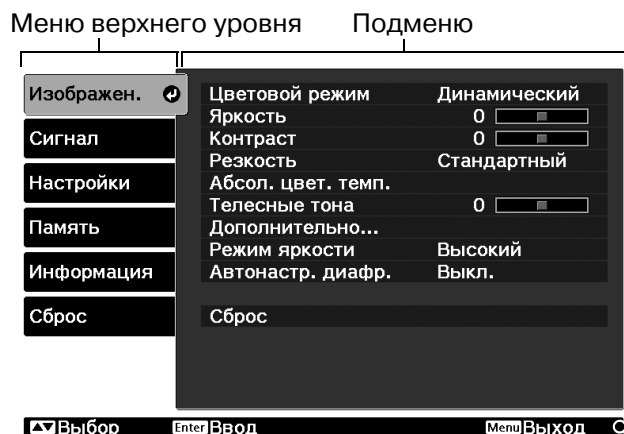 Меню верхнего уровня Подменю
Изображен.
Сигнал
Настройки
Память
Информация
Сброс
Цветовой режим Динамический
Яркость 0
Контраст 0
Резкость Стандартный
Абсол. цвет. темп.
Телесные тона 0
Дополнительно...
Режим яркости Высокий
Автонастр. диафр. Выкл.
Сброс
Выбор Enter Ввод Menu Выход